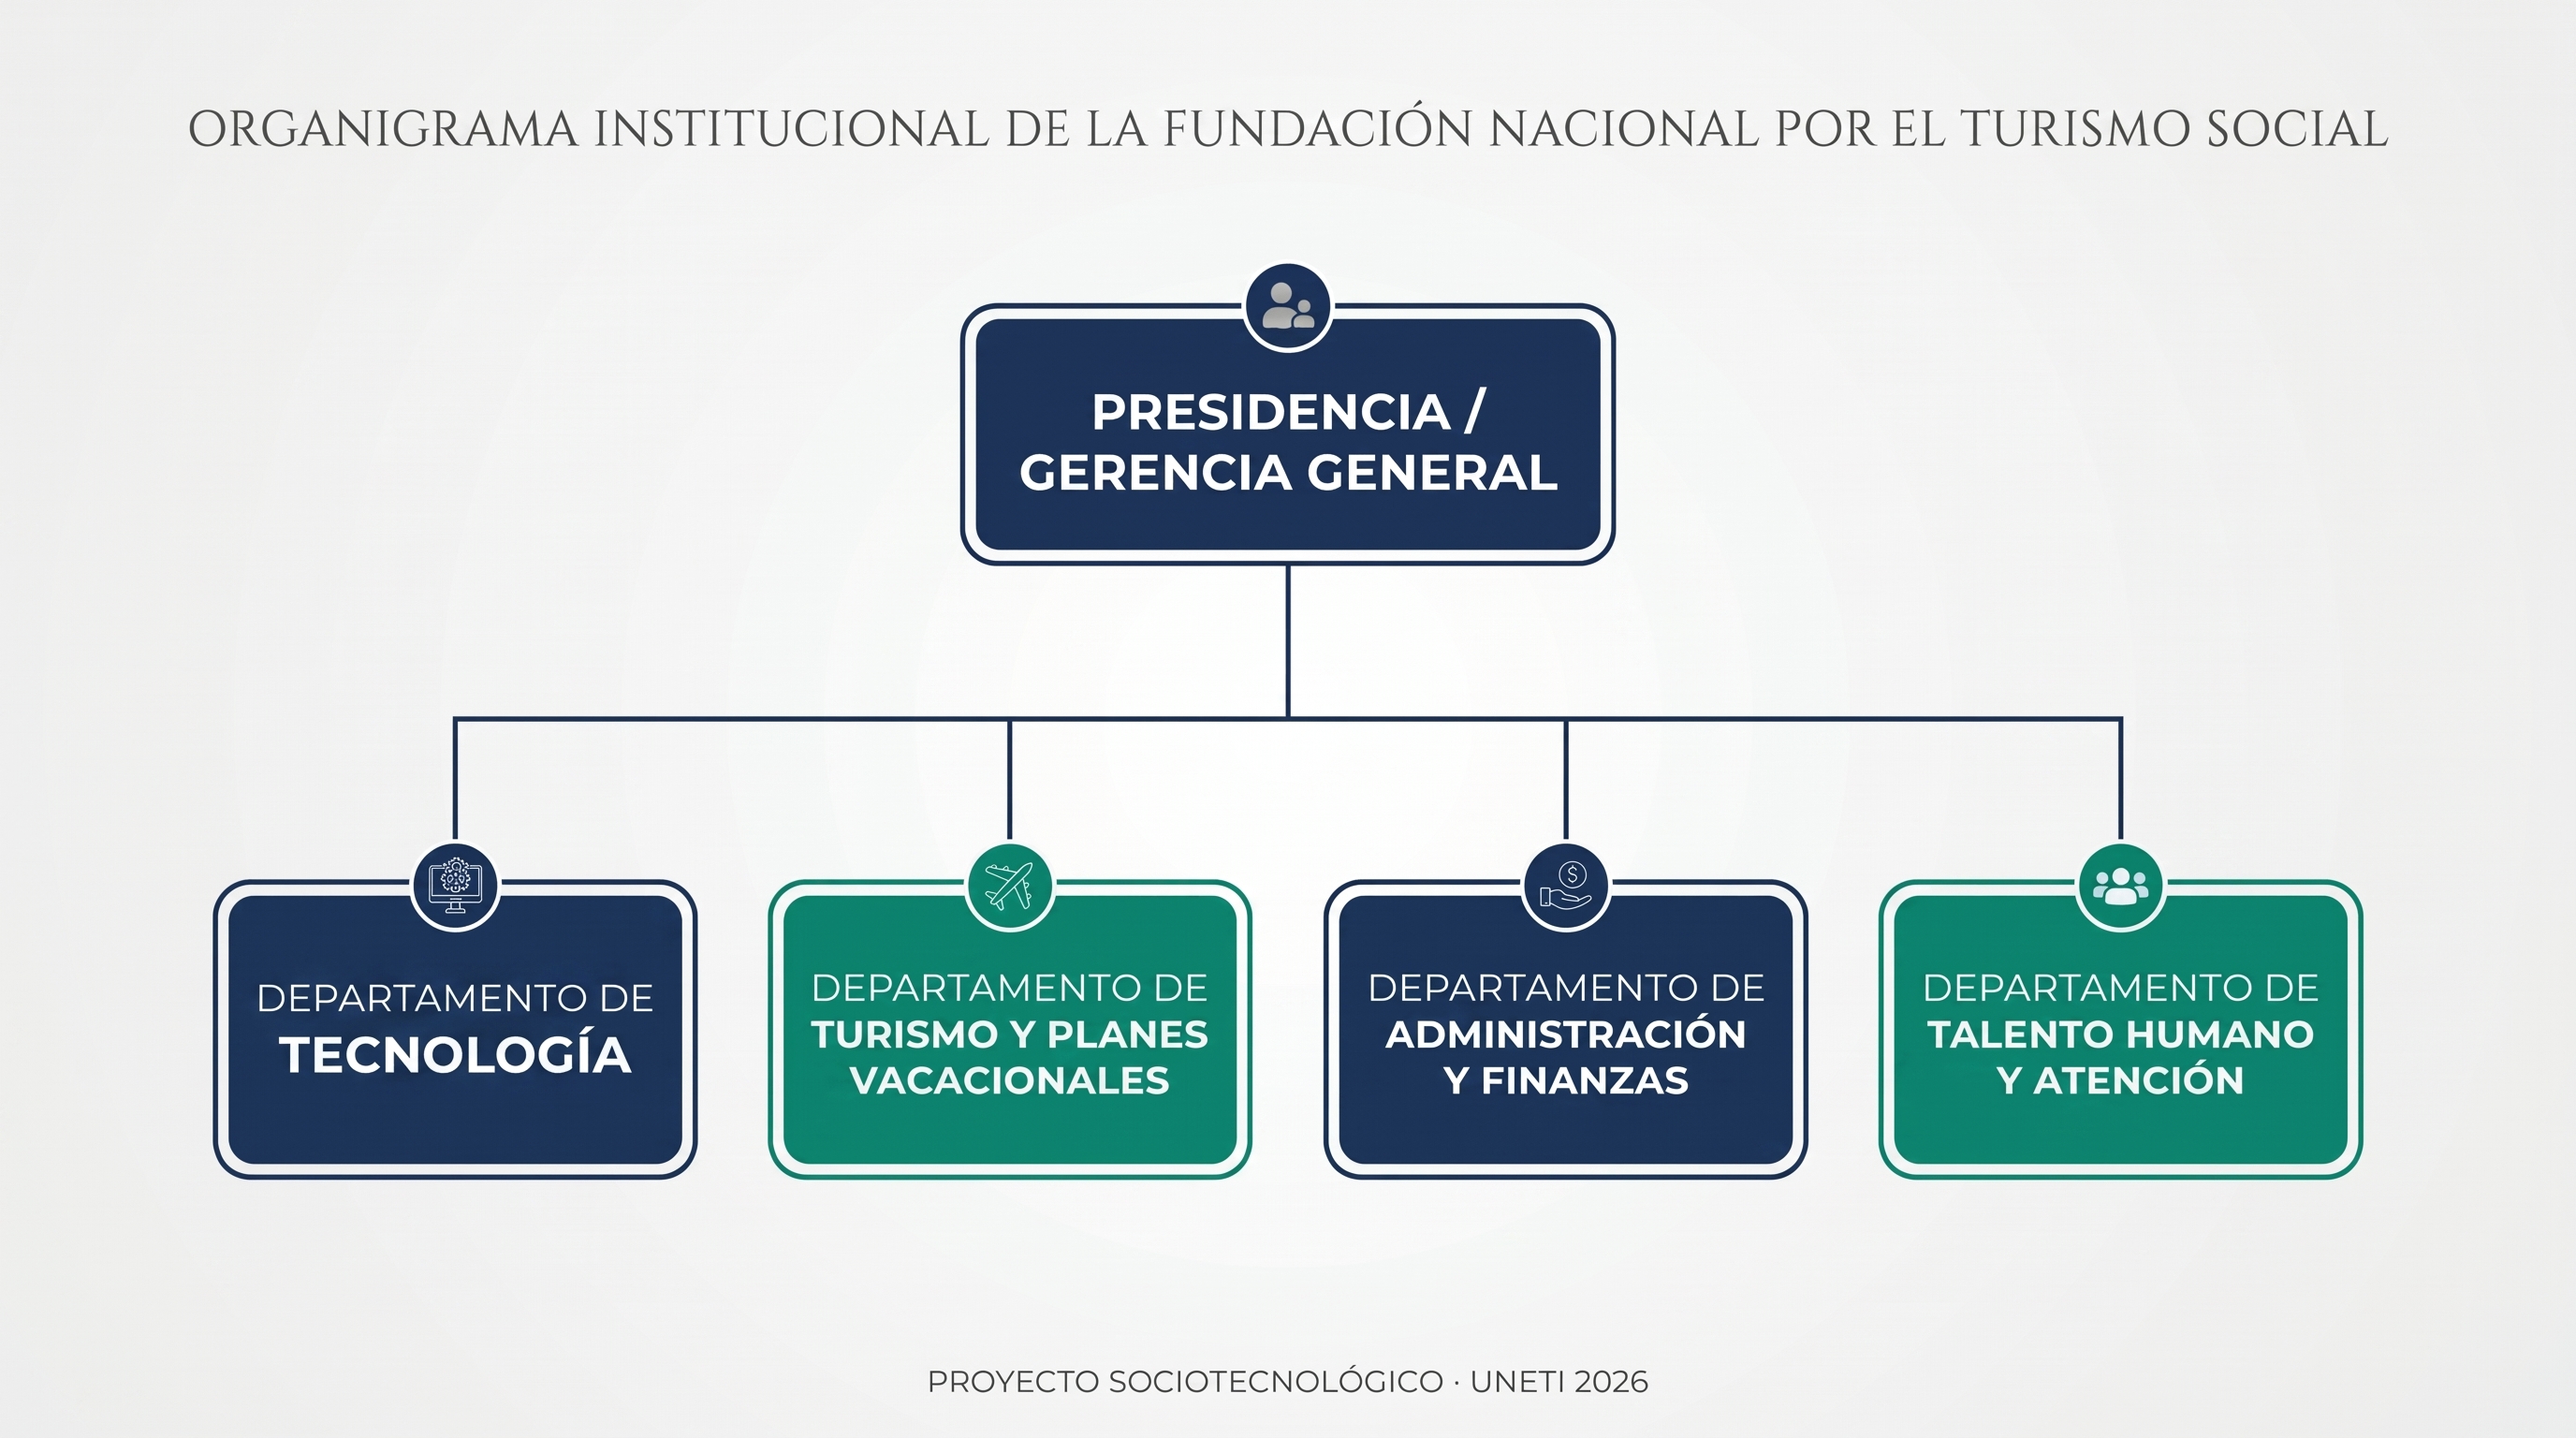 ORGANIGRAMA INSTITUCIONAL DE LA FUNDACIÓN NACIONAL POR EL TURISMO SOCIAL
PRESIDENCIA /
GERENCIA GENERAL
DEPARTAMENTO DE
TECNOLOGÍA
DEPARTAMENTO DE
TURISMO Y PLANES
VACACIONALES
$
DEPARTAMENTO DE
ADMINISTRACIÓN
Y FINANZAS
DEPARTAMENTO DE
TALENTO HUMANO
Y ATENCIÓN
PROYECTO SOCIOTECNOLÓGICO · UNETI 2026